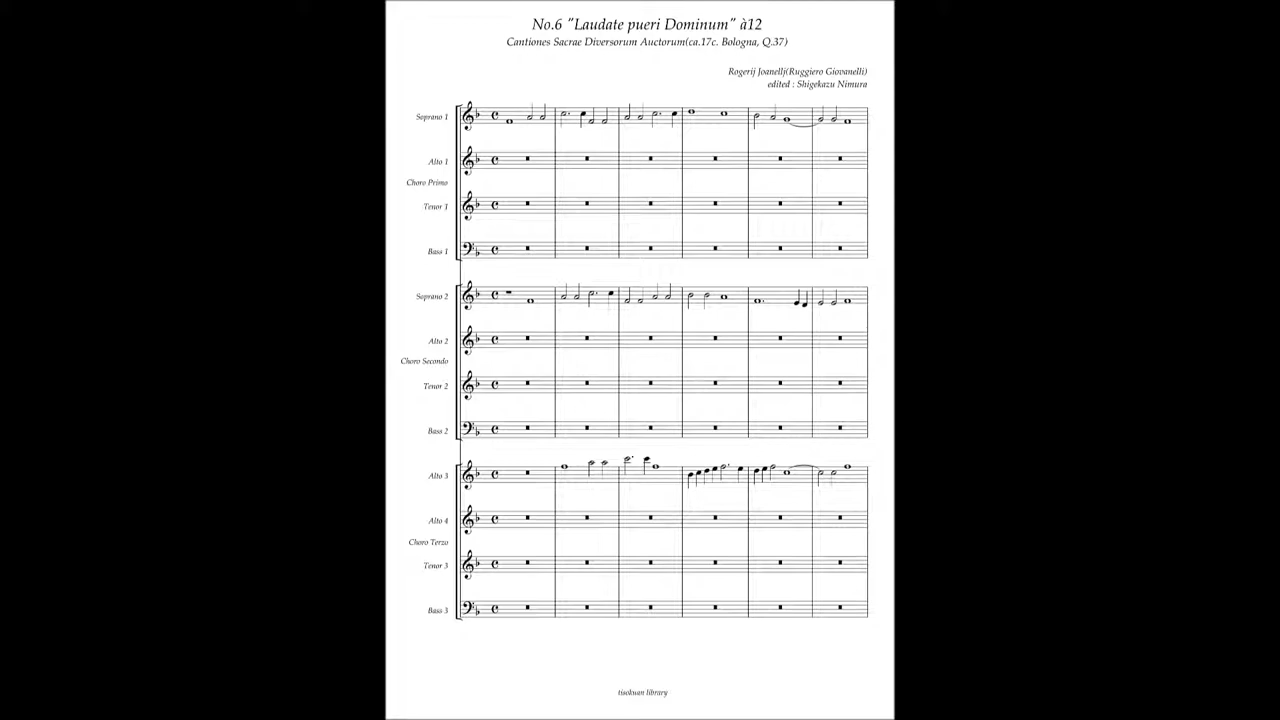 No.6 "Laudate pueri Dominum" à12
Cantiones Sacrae Diversorum Auctorum(ca.17c. Bologna, Q.37)
Rogerij Joanellj(Ruggiero Giovanelli)
edited : Shigekazu Nimura
Soprano 1
Alto 1
Choro Primo
Tenor 1
Bass 1
Soprano 2
Alto 2
Choro Secondo
Tenor 2
Bass 2
Alto 3
Alto 4
Choro Terzo
Tenor 3
Bass 3
tisokuan library